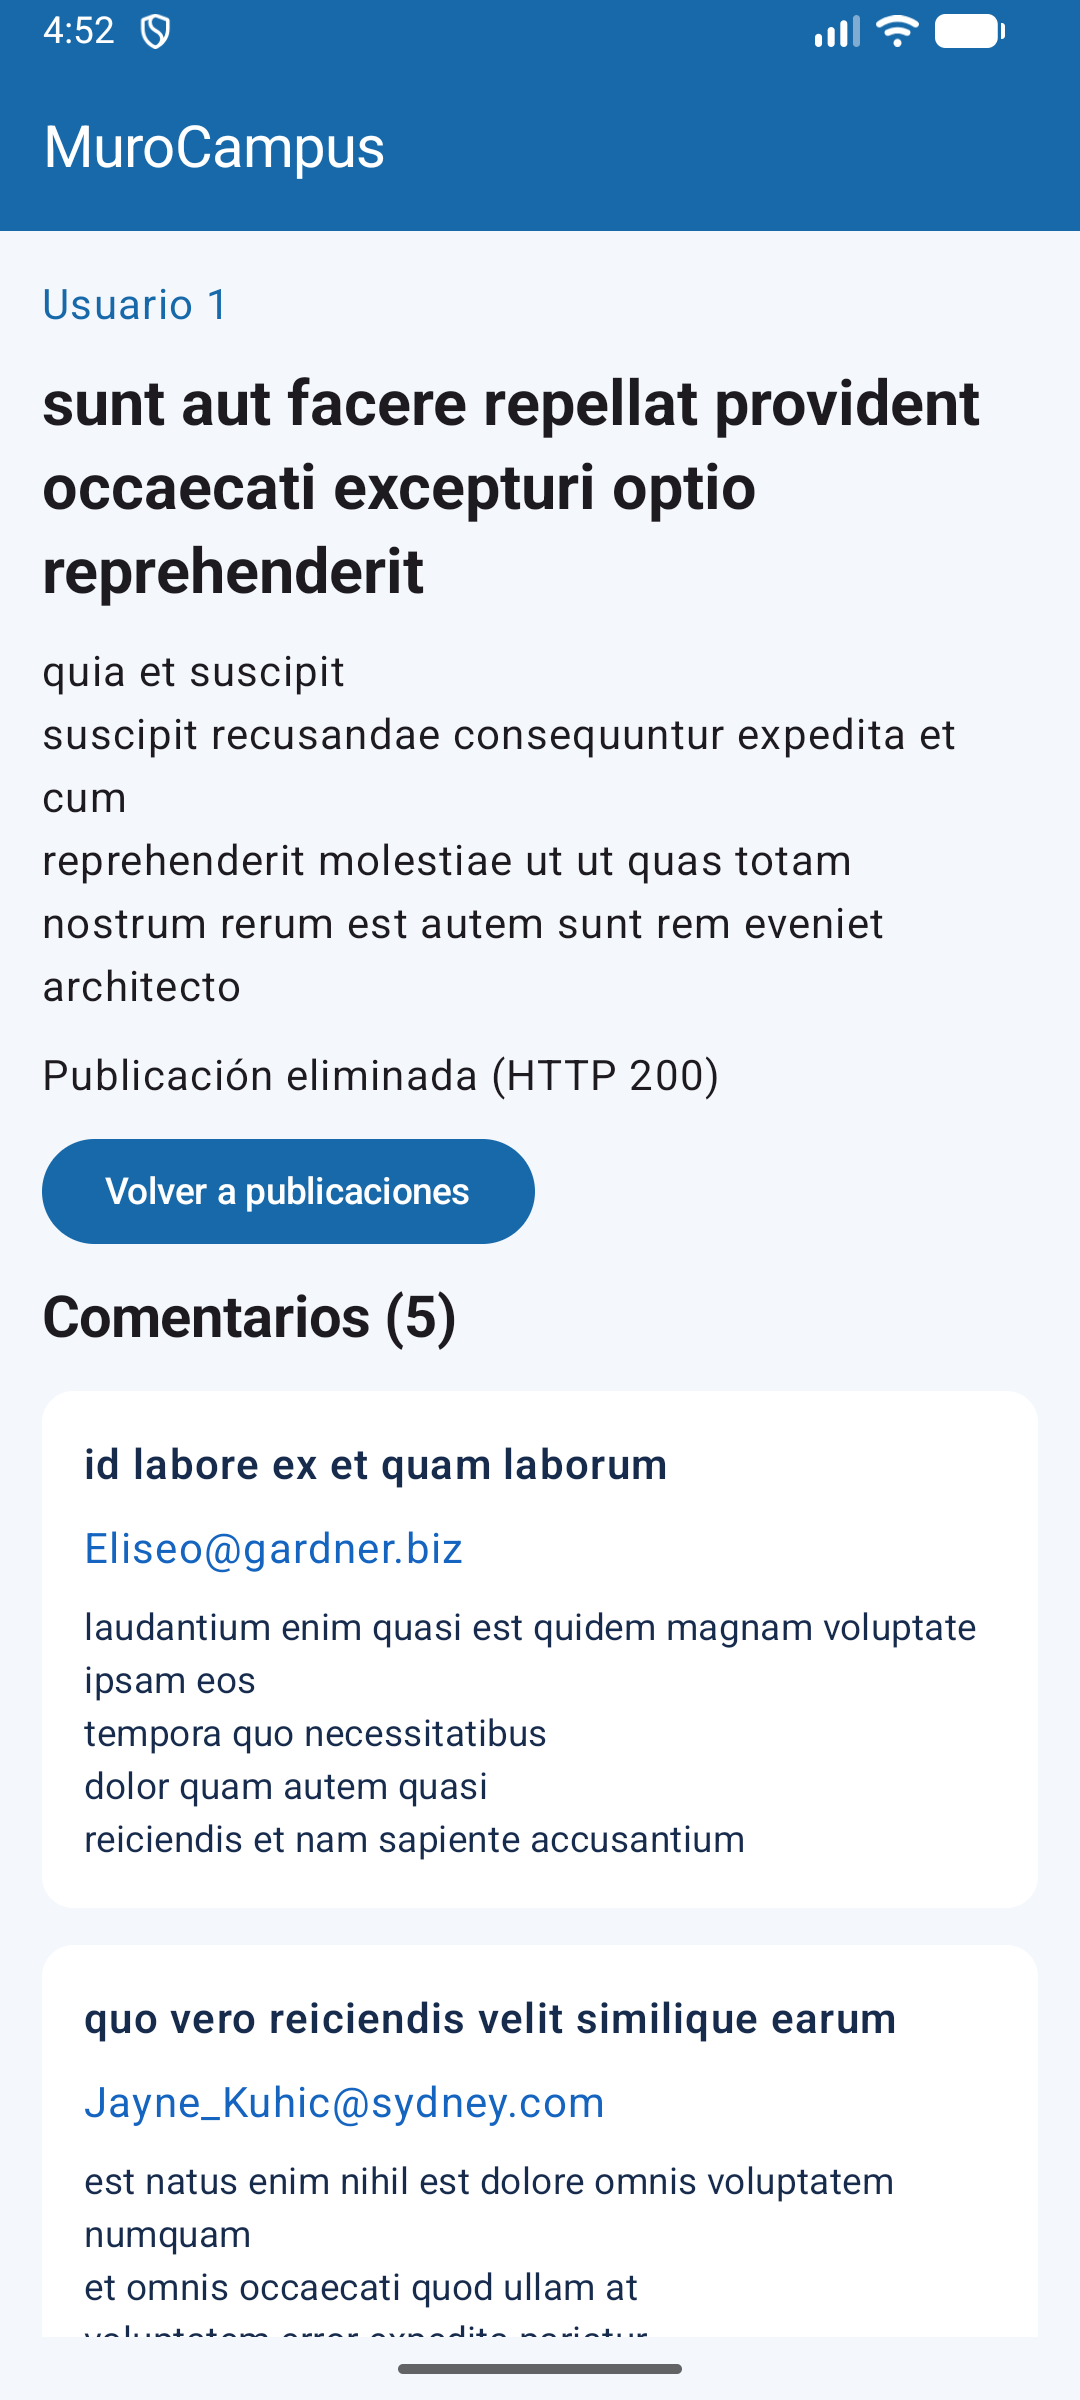 4:52
MuroCampus
Usuario 1
sunt aut facere repellat provident
occaecati excepturi optio
reprehenderit
quia et suscipit
suscipit recusandae consequuntur expedita et
cum
reprehenderit molestiae ut ut quas totam
nostrum rerum est autem sunt rem eveniet
architecto
Publicación eliminada (HTTP 200)
Volver a publicaciones
Comentarios (5)
id labore ex et quam laborum
Eliseo@gardner.biz
laudantium enim quasi est quidem magnam voluptate
ipsam eos
tempora quo necessitatibus
dolor quam autem quasi
reiciendis et nam sapiente accusantium
quo vero reiciendis velit similique earum
Jayne_Kuhic@sydney.com
est natus enim nihil est dolore omnis voluptatem
numquam
et omnis occaecati quod ullam at
voluptatem error expedita pariatur